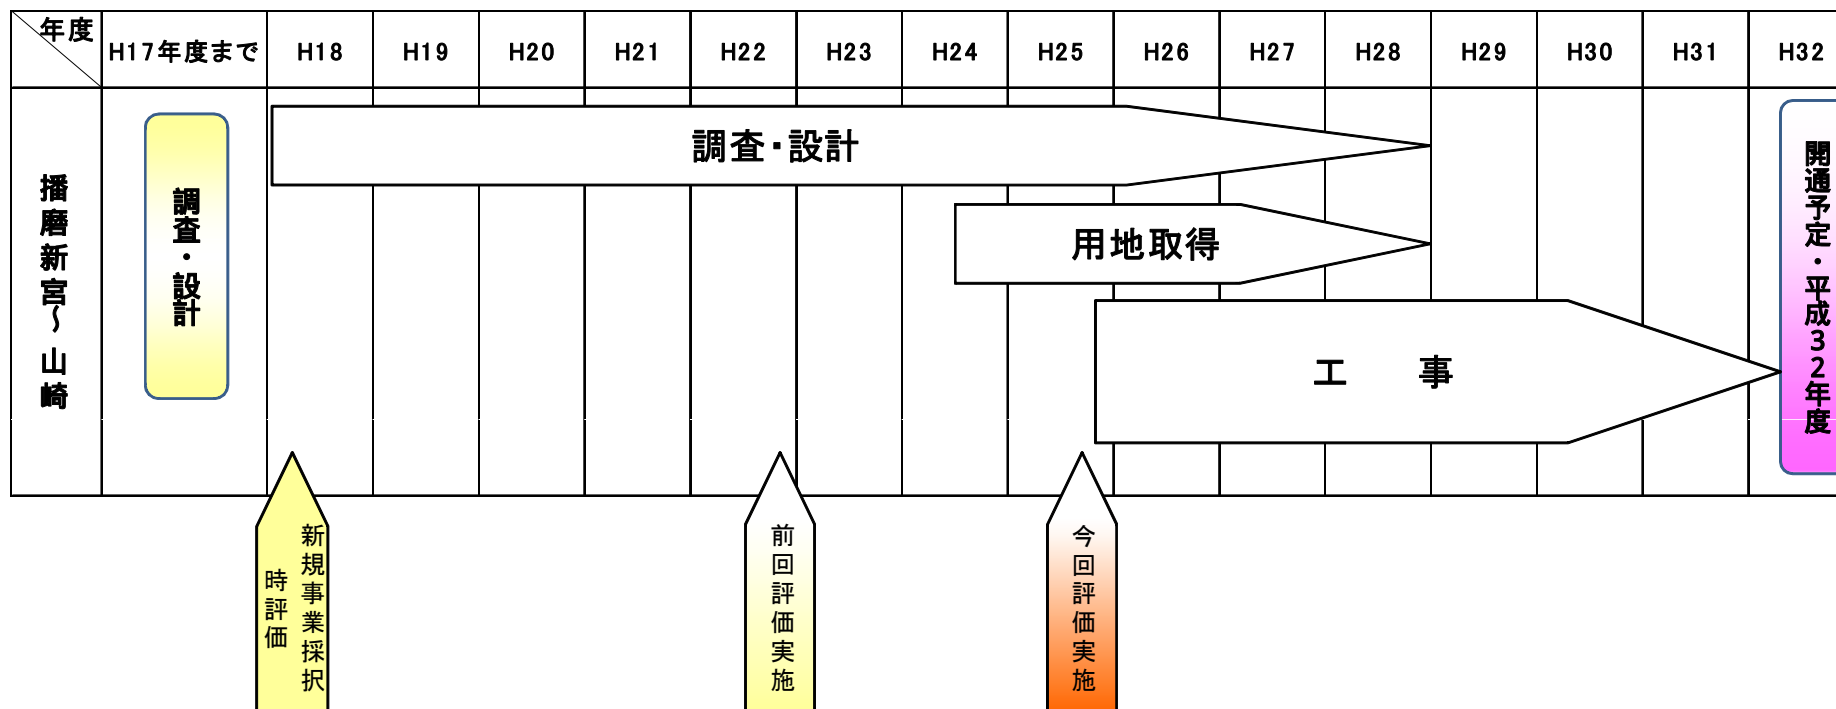 年度
H17年度まで
H18
H19
H20
H21
H22
H23
H24
H25
H26
H27
H28
H29
H30
H31
H32
播磨新宮～山崎
調査・設計
調査・設計
用地取得
工　事
開通予定・平成32年度
新規事業採択
時評価
前回評価実施
今回評価実施